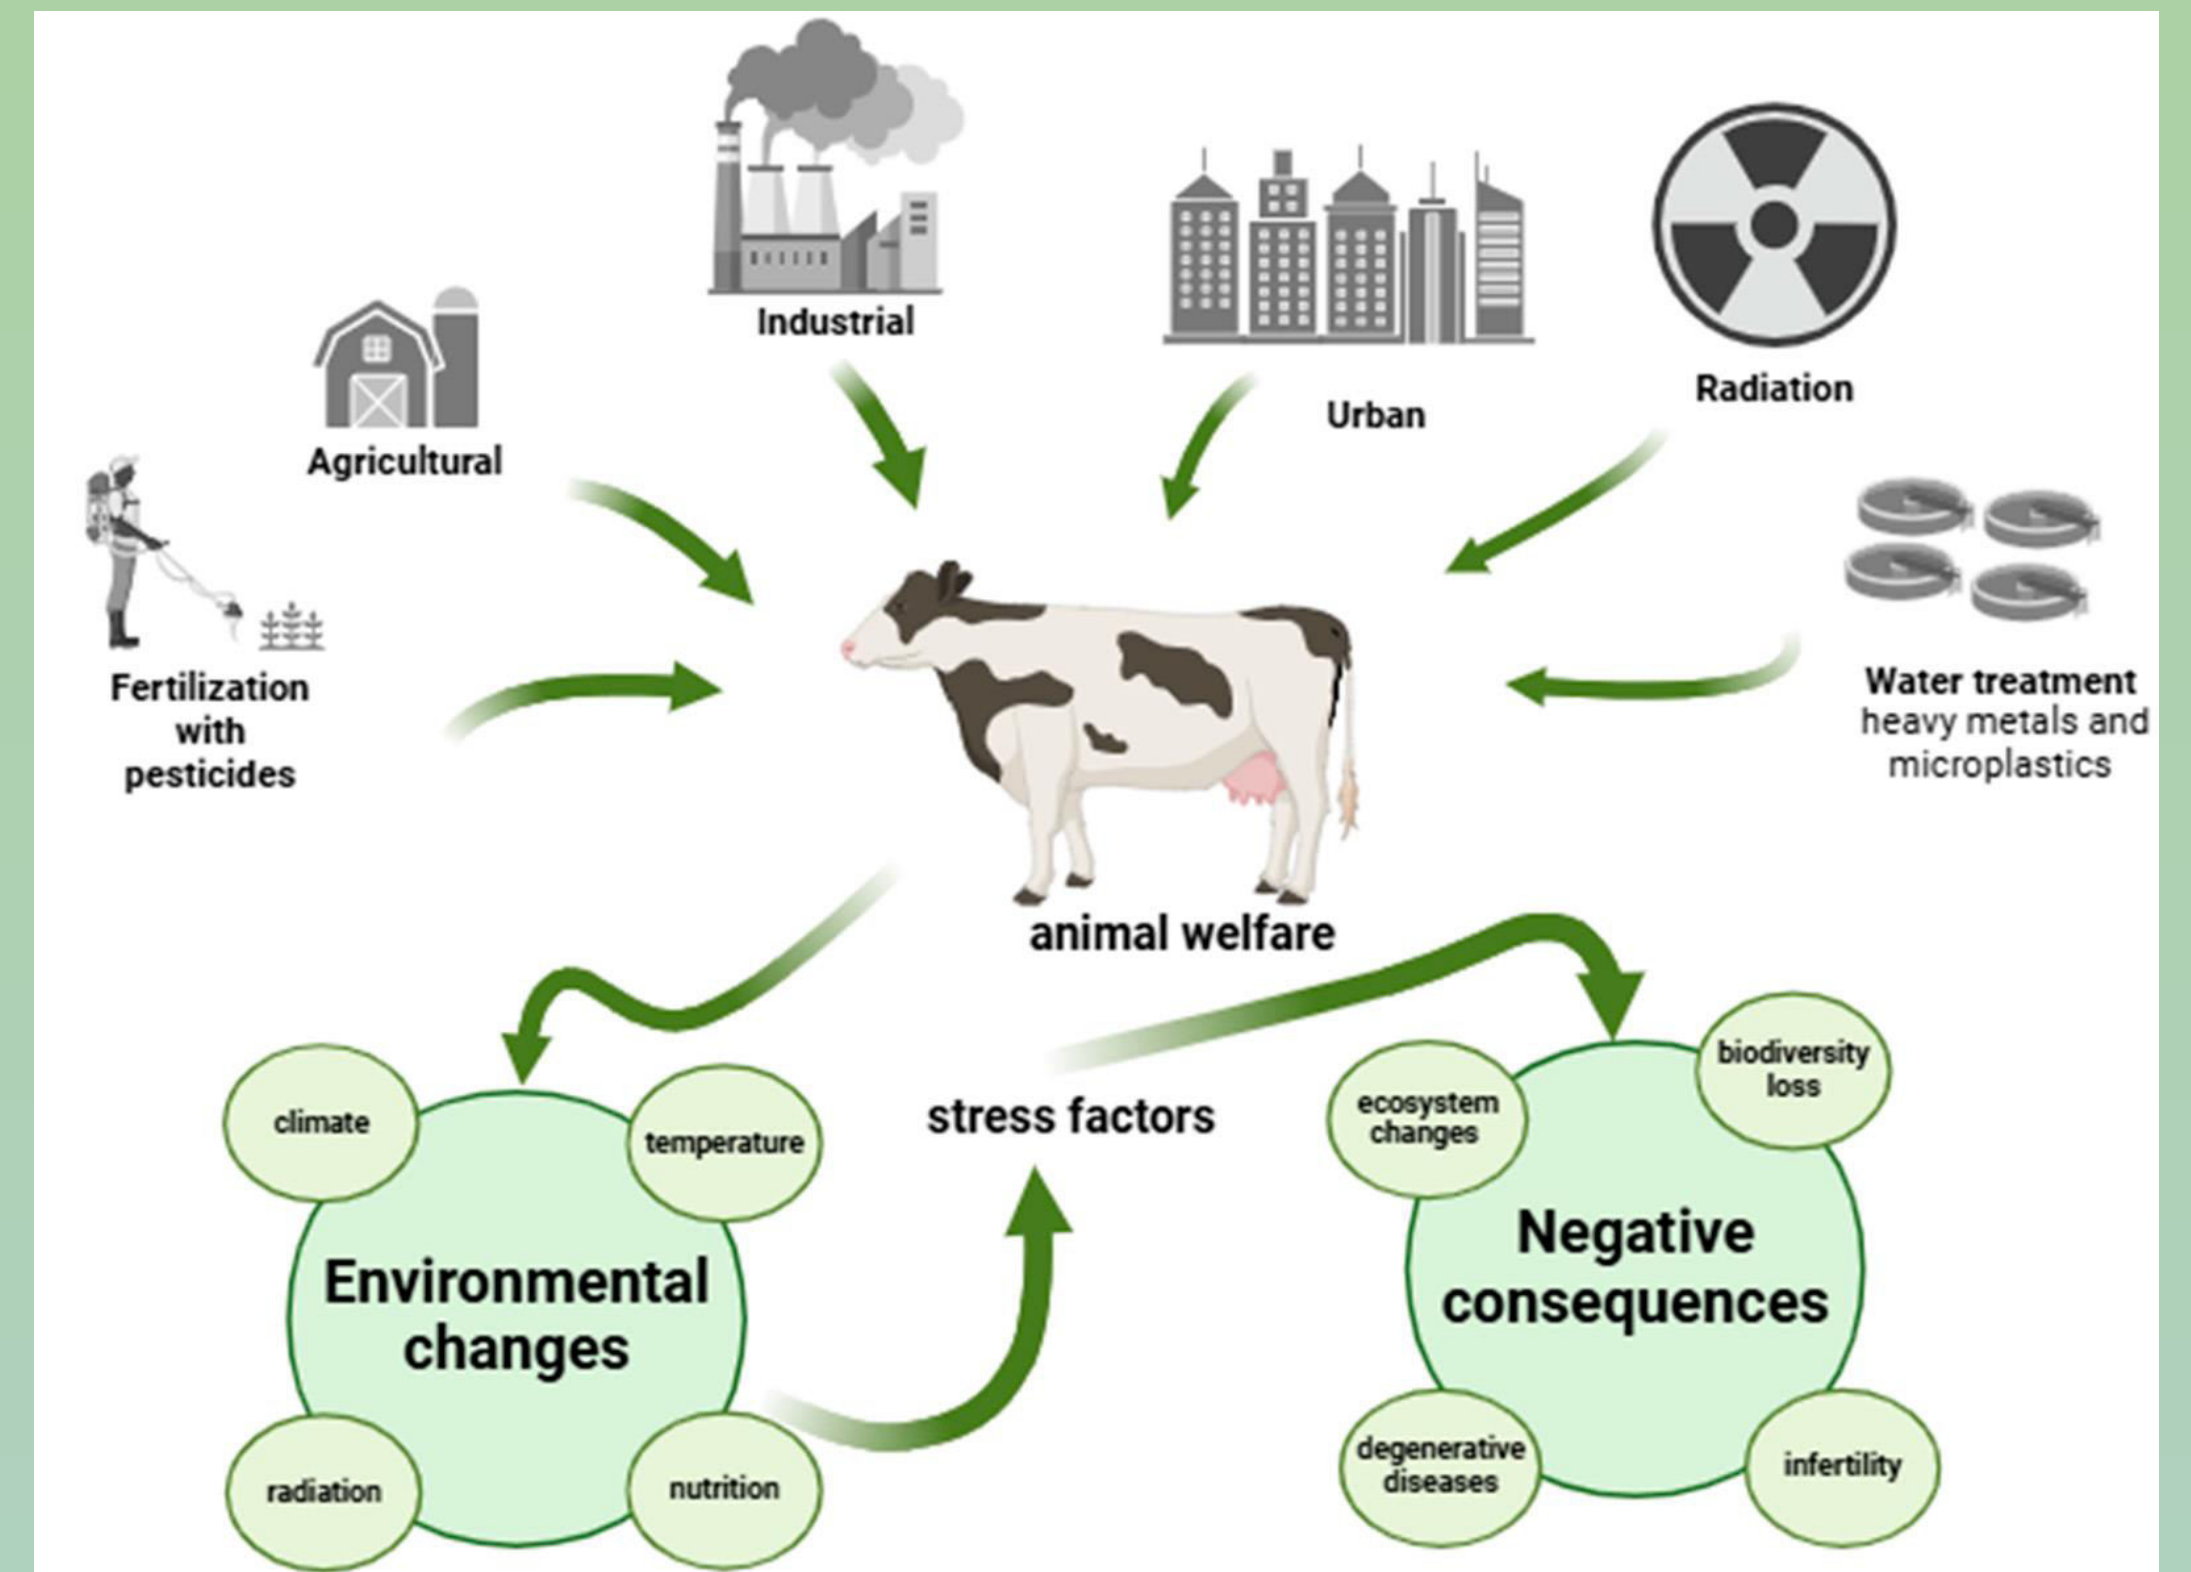 Industrial
Urban
Radiation
Agricultural
Fertilization
with
pesticides
Water treatment
heavy metals and
microplastics
animal welfare
stress factors
climate
temperature
Environmental
changes
radiation
nutrition
ecosystem
changes
biodiversity
loss
Negative
consequences
degenerative
diseases
infertility